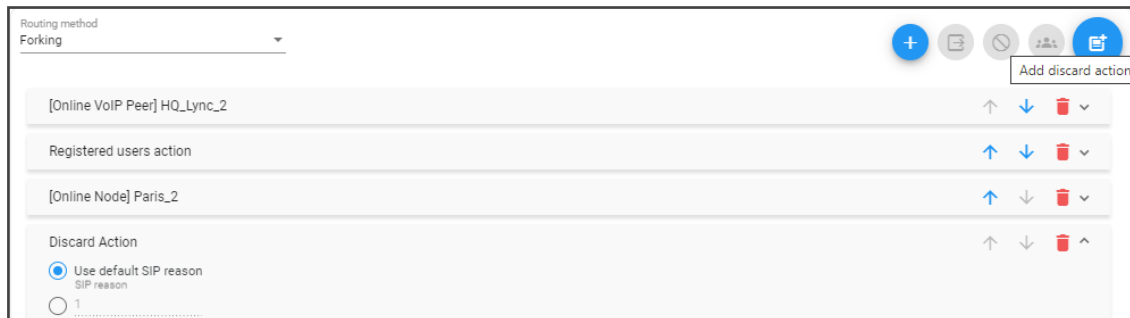 Routing method
Forking
Add discard action
[Online VoIP Peer] HQ_Lync_2
Registered users action
[Online Node] Paris_2
Discard Action
Use default SIP reason
SIP reason
1